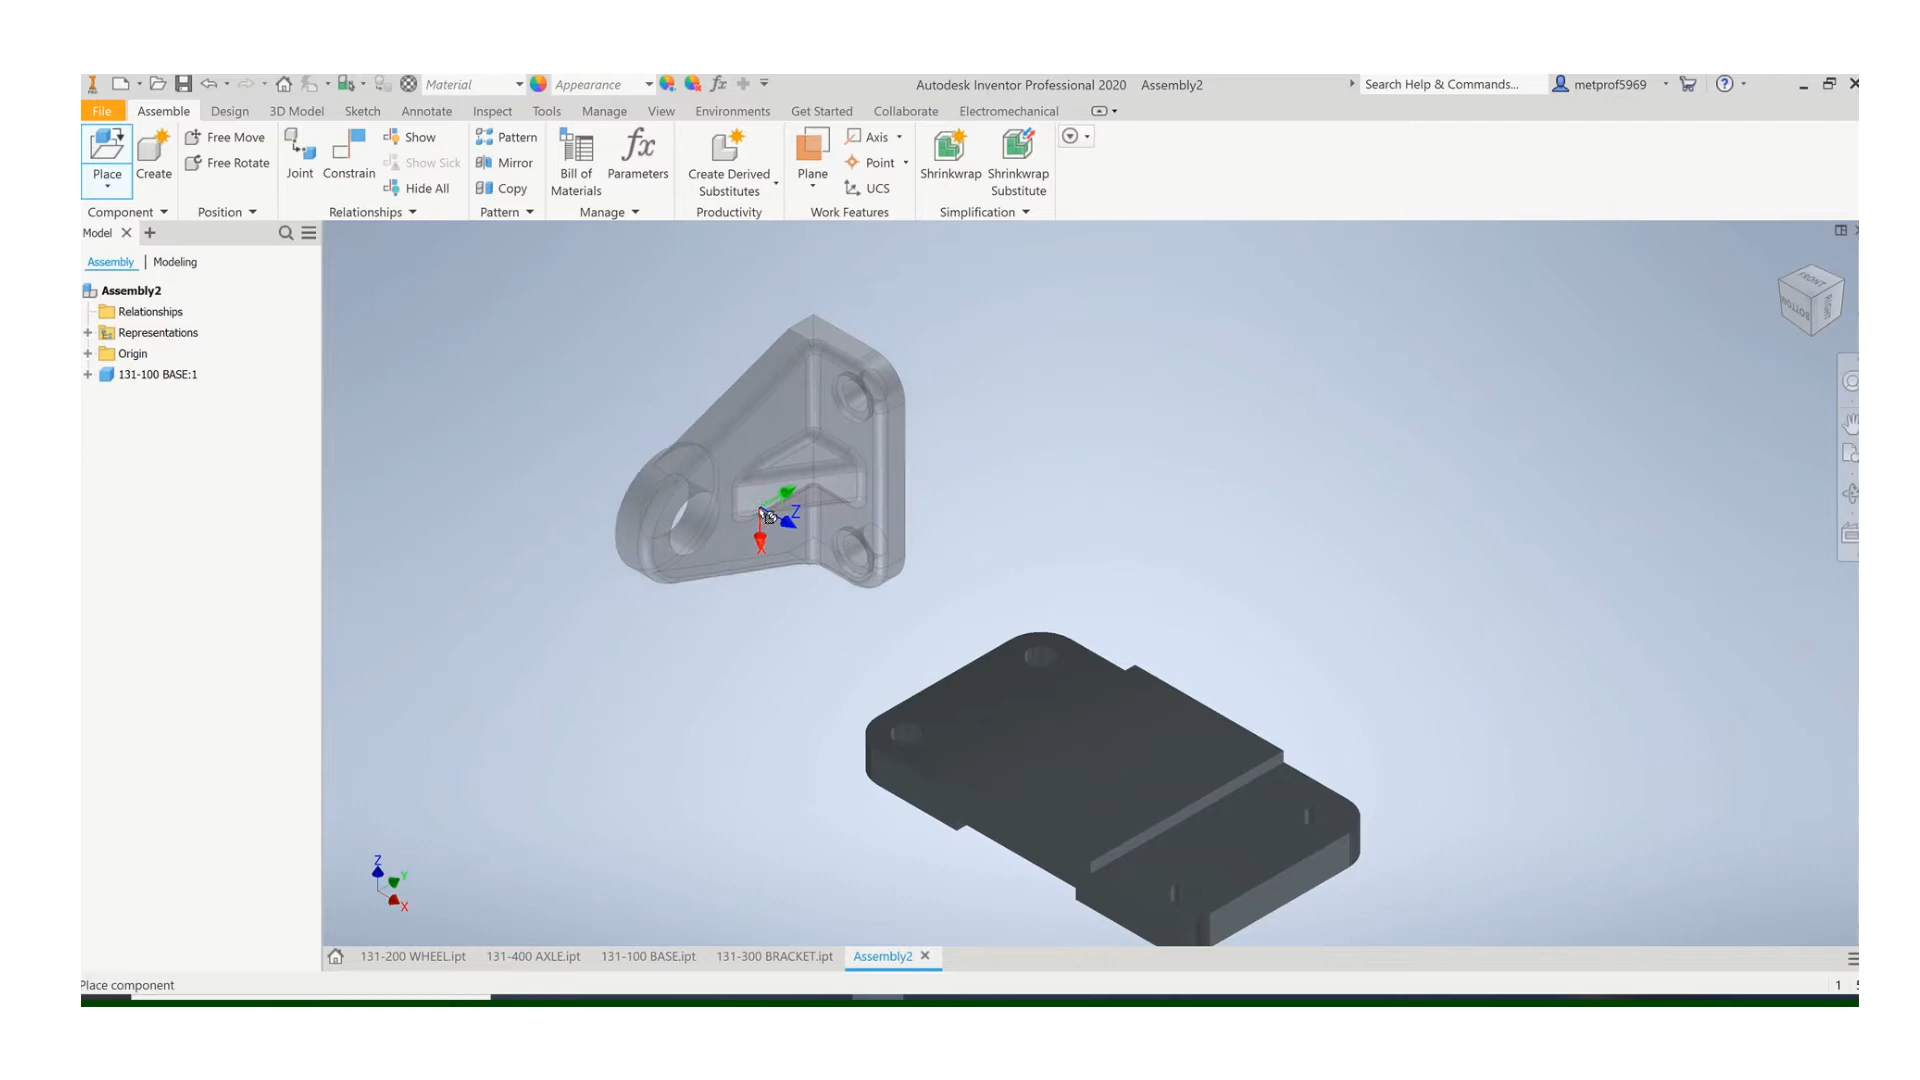 Material Appearance Autodesk Inventor Professional 2020 Assembly2 Search Help & Commands... metprof5969
File Assemble Design 3D Model Sketch Annotate Inspect Tools Manage View Environments Get Started Collaborate Electromechanical
Place
Create
Component
Free Move
Free Rotate
Position
Joint
Constrain
Show
Show Sick
Hide All
Relationships
Pattern
Mirror
Copy
Pattern
Bill of
Materials
fx
Parameters
Manage
Create Derived
Substitutes
Productivity
Plane
Axis
Point
UCS
Work Features
Shrinkwrap
Shrinkwrap
Substitute
Simplification
Model
Assembly | Modeling
Assembly2
Relationships
Representations
Origin
131-100 BASE:1
FRONT
BOTTOM
RIGHT
Z
X
Z
Y
X
131-200 WHEEL.ipt 131-400 AXLE.ipt 131-100 BASE.ipt 131-300 BRACKET.ipt Assembly2
Place component
1